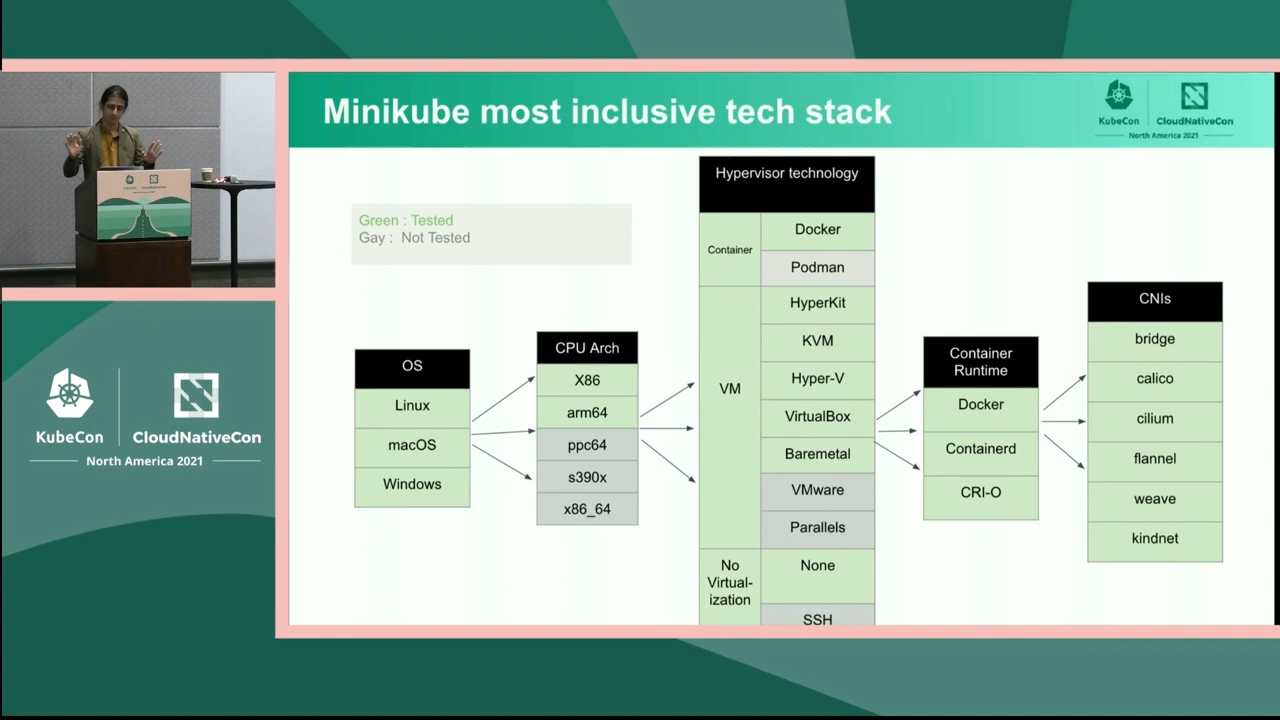 Minikube most inclusive tech stack
KubeCon
CloudNativeCon
North America 2021
Green : Tested
Gay : Not Tested
OS
Linux
macOS
Windows
CPU Arch
X86
arm64
ppc64
s390x
x86_64
Hypervisor technology
Container
Docker
Podman
VM
HyperKit
KVM
Hyper-V
VirtualBox
Baremetal
VMware
Parallels
No
Virtual-
ization
None
SSH
Container
Runtime
Docker
Containerd
CRI-O
CNIs
bridge
calico
cilium
flannel
weave
kindnet
KubeCon
CloudNativeCon
North America 2021